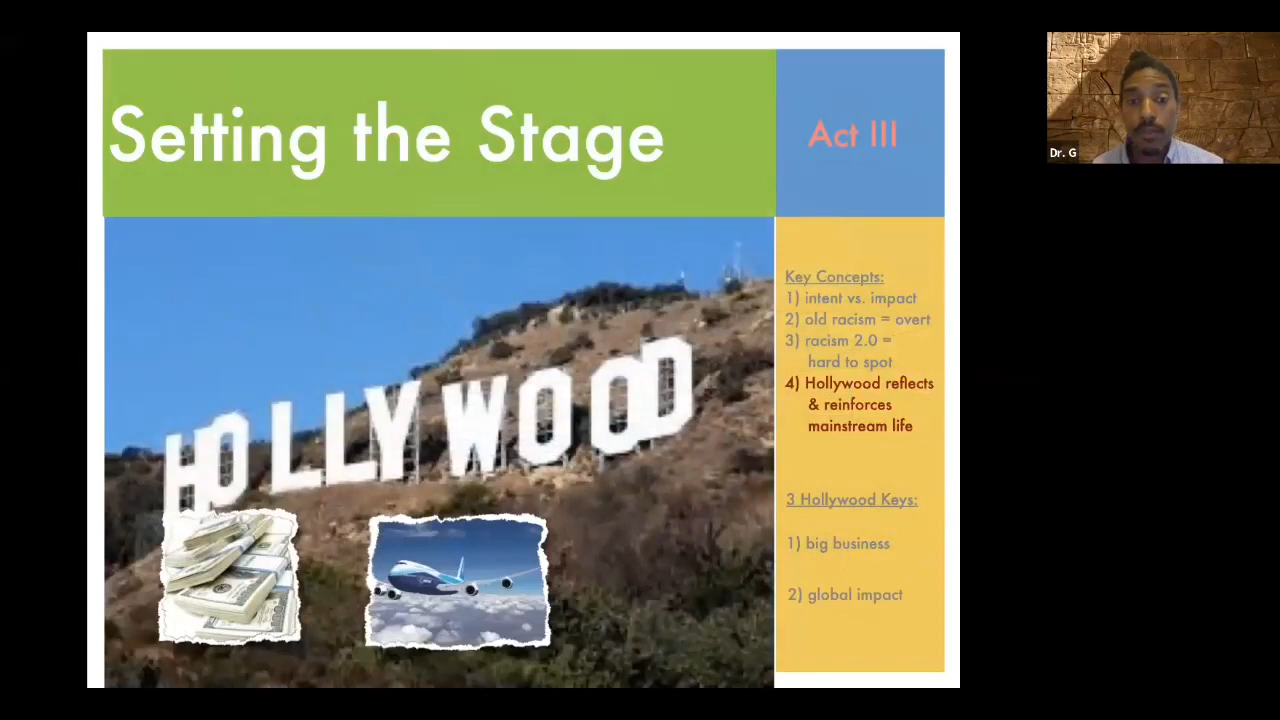 Setting the Stage
Act III
HOLLYWOOD
Key Concepts:
1) intent vs. impact
2) old racism = overt
3) racism 2.0 =
hard to spot
4) Hollywood reflects
& reinforces
mainstream life
3 Hollywood Keys:
1) big business
2) global impact
Dr. G